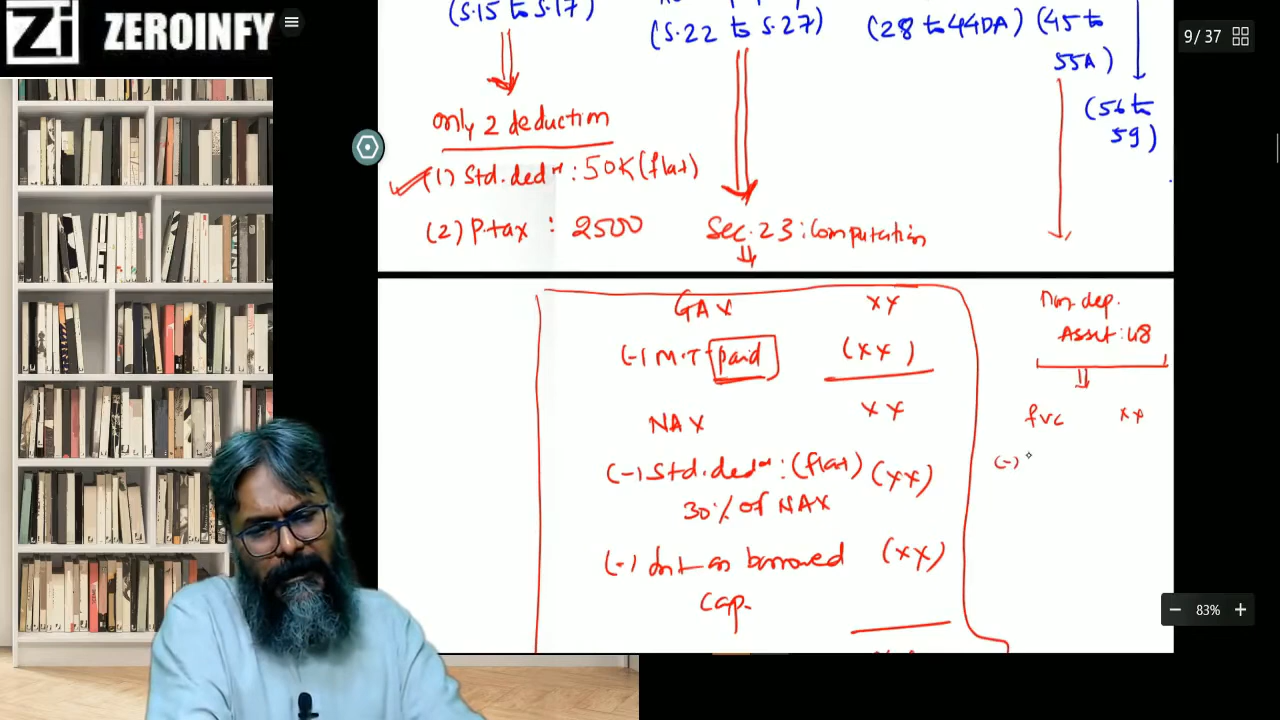 Zi ZEROINFY
9 / 37
(S.15 to S.17)
(S.22 to S.27)
(28 to 44DA)
(45 to
55A)
(56 to
59)
only 2 deduction
(1) Std.dedn : 50K (flat)
(2) P.tax : 2500
Sec.23 : Computation
GAV XX
(-) M.T paid (XX)
NAV XX
(-) Std.dedn : (flat) (XX)
30% of NAV
(-) Int on borrowed (XX)
cap.
Non-dep.
Asset : 48
fvc XX
(-)
83%